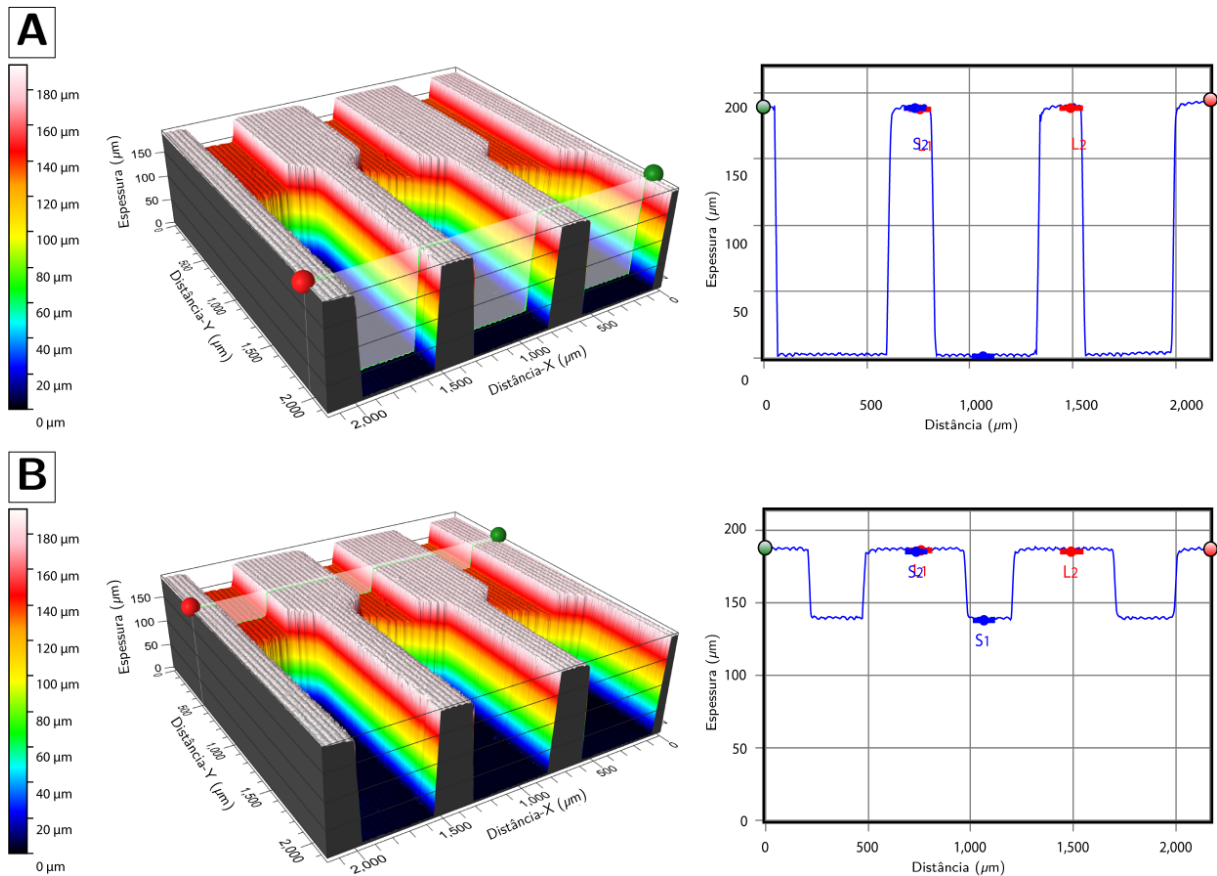 A
180 µm
160 µm
140 µm
120 µm
100 µm
80 µm
60 µm
40 µm
20 µm
0 µm
Espessura (µm)
150
100
50
0
0
500
1,000
1,500
2,000
Distância-Y (µm)
2,000
1,500
1,000
500
0
Distância-X (µm)
Espessura (µm)
200
150
100
50
0
S2
L1
L2
0
500
1,000
1,500
2,000
Distância (µm)
B
180 µm
160 µm
140 µm
120 µm
100 µm
80 µm
60 µm
40 µm
20 µm
0 µm
Espessura (µm)
150
100
50
0
0
500
1,000
1,500
2,000
Distância-Y (µm)
2,000
1,500
1,000
500
0
Distância-X (µm)
Espessura (µm)
200
150
100
50
0
S2
L1
L2
S1
0
500
1,000
1,500
2,000
Distância (µm)